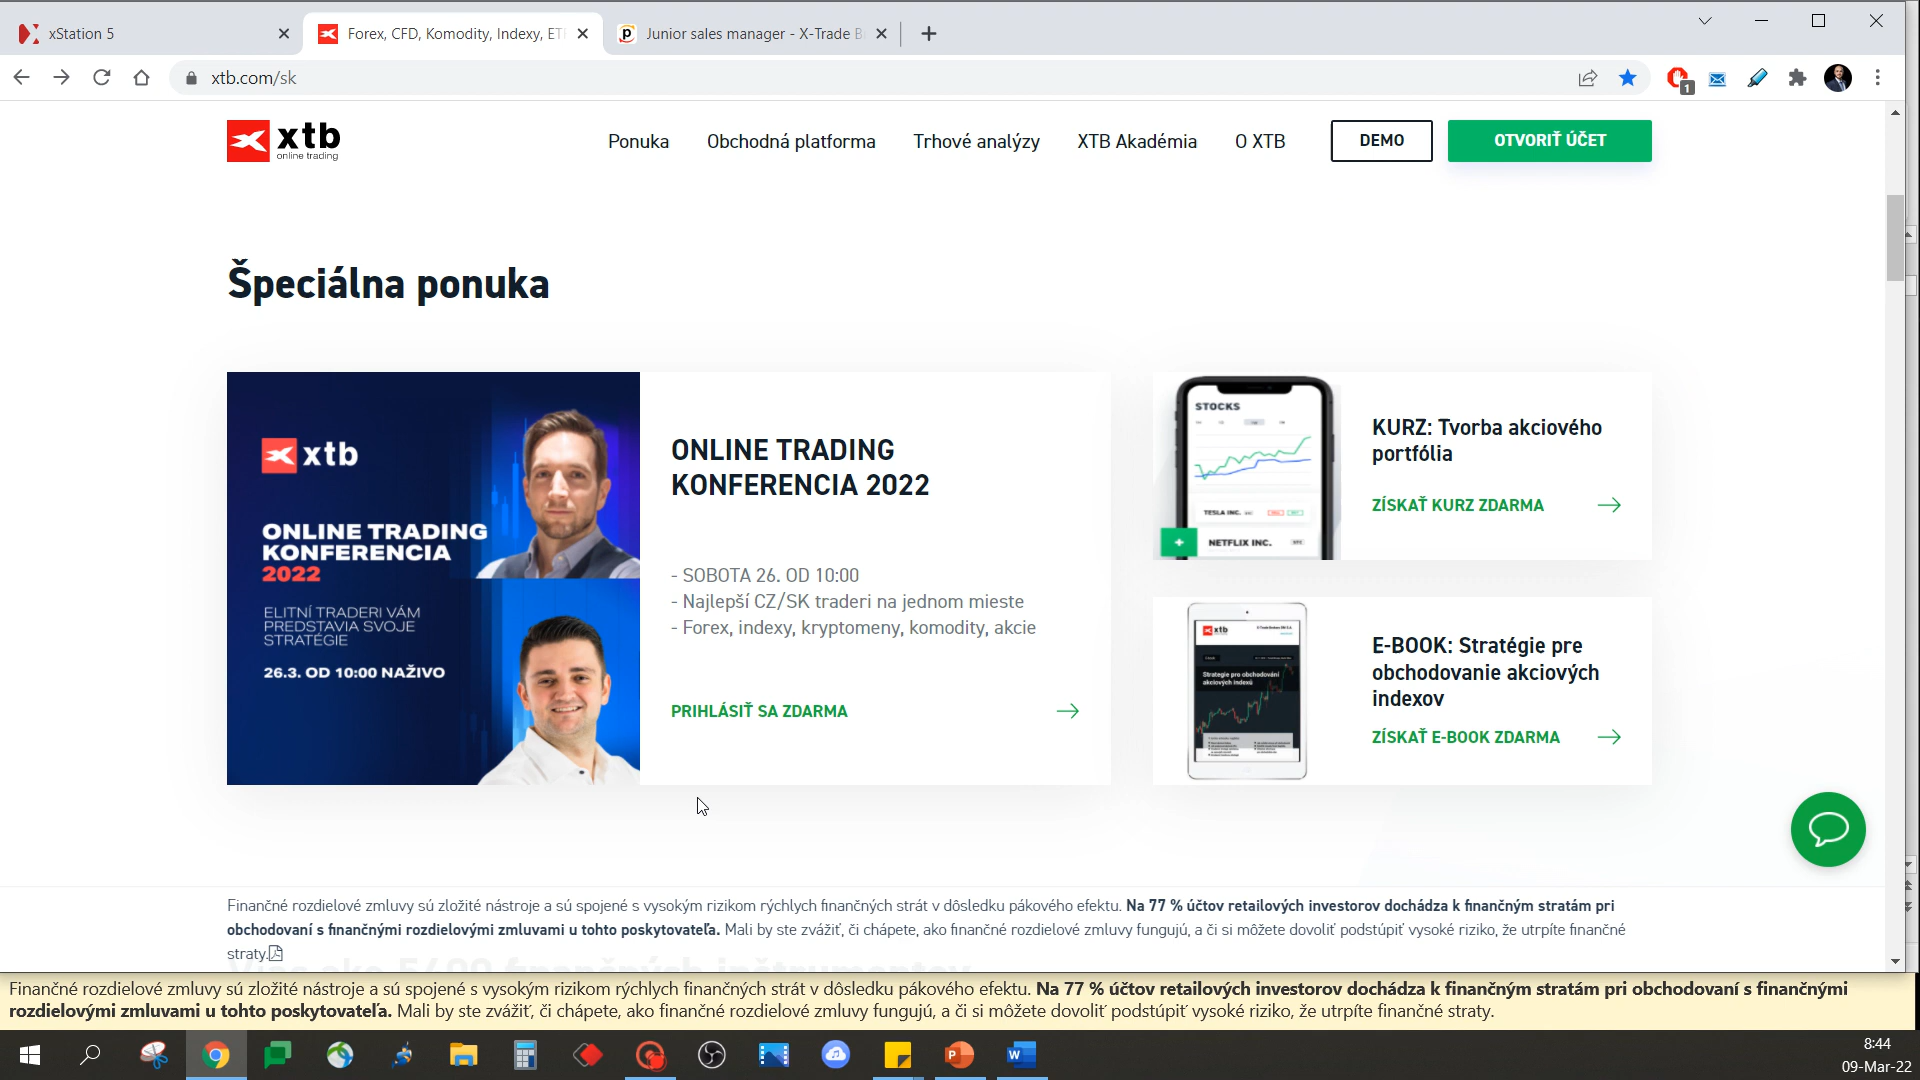 xStation 5
Forex, CFD, Komodity, Indexy, ETF
Junior sales manager - X-Trade B
xtb.com/sk
1
xtb
online trading
Ponuka
Obchodná platforma
Trhové analýzy
XTB Akadémia
O XTB
DEMO
OTVORIŤ ÚČET
Špeciálna ponuka
xtb
ONLINE TRADING
KONFERENCIA
2022
ELITNÍ TRADERI VÁM
PREDSTAVIA SVOJE
STRATÉGIE
26.3. OD 10:00 NAŽIVO
ONLINE TRADING
KONFERENCIA 2022
- SOBOTA 26. OD 10:00
- Najlepší CZ/SK traderi na jednom mieste
- Forex, indexy, kryptomeny, komodity, akcie
PRIHLÁSIŤ SA ZDARMA
STOCKS
TESLA INC.
NETFLIX INC.
KURZ: Tvorba akciového
portfólia
ZÍSKAŤ KURZ ZDARMA
xtb
Strategie pro obchodování
akciových indexů
E-BOOK: Stratégie pre
obchodovanie akciových
indexov
ZÍSKAŤ E-BOOK ZDARMA
Finančné rozdielové zmluvy sú zložité nástroje a sú spojené s vysokým rizikom rýchlych finančných strát v dôsledku pákového efektu. Na 77 % účtov retailových investorov dochádza k finančným stratám pri
obchodovaní s finančnými rozdielovými zmluvami u tohto poskytovateľa. Mali by ste zvážiť, či chápete, ako finančné rozdielové zmluvy fungujú, a či si môžete dovoliť podstúpiť vysoké riziko, že utrpíte finančné
straty.
Viac ako 5400 finančných inštrumentov
Finančné rozdielové zmluvy sú zložité nástroje a sú spojené s vysokým rizikom rýchlych finančných strát v dôsledku pákového efektu. Na 77 % účtov retailových investorov dochádza k finančným stratám pri obchodovaní s finančnými
rozdielovými zmluvami u tohto poskytovateľa. Mali by ste zvážiť, či chápete, ako finančné rozdielové zmluvy fungujú, a či si môžete dovoliť podstúpiť vysoké riziko, že utrpíte finančné straty.
8:44
09-Mar-22